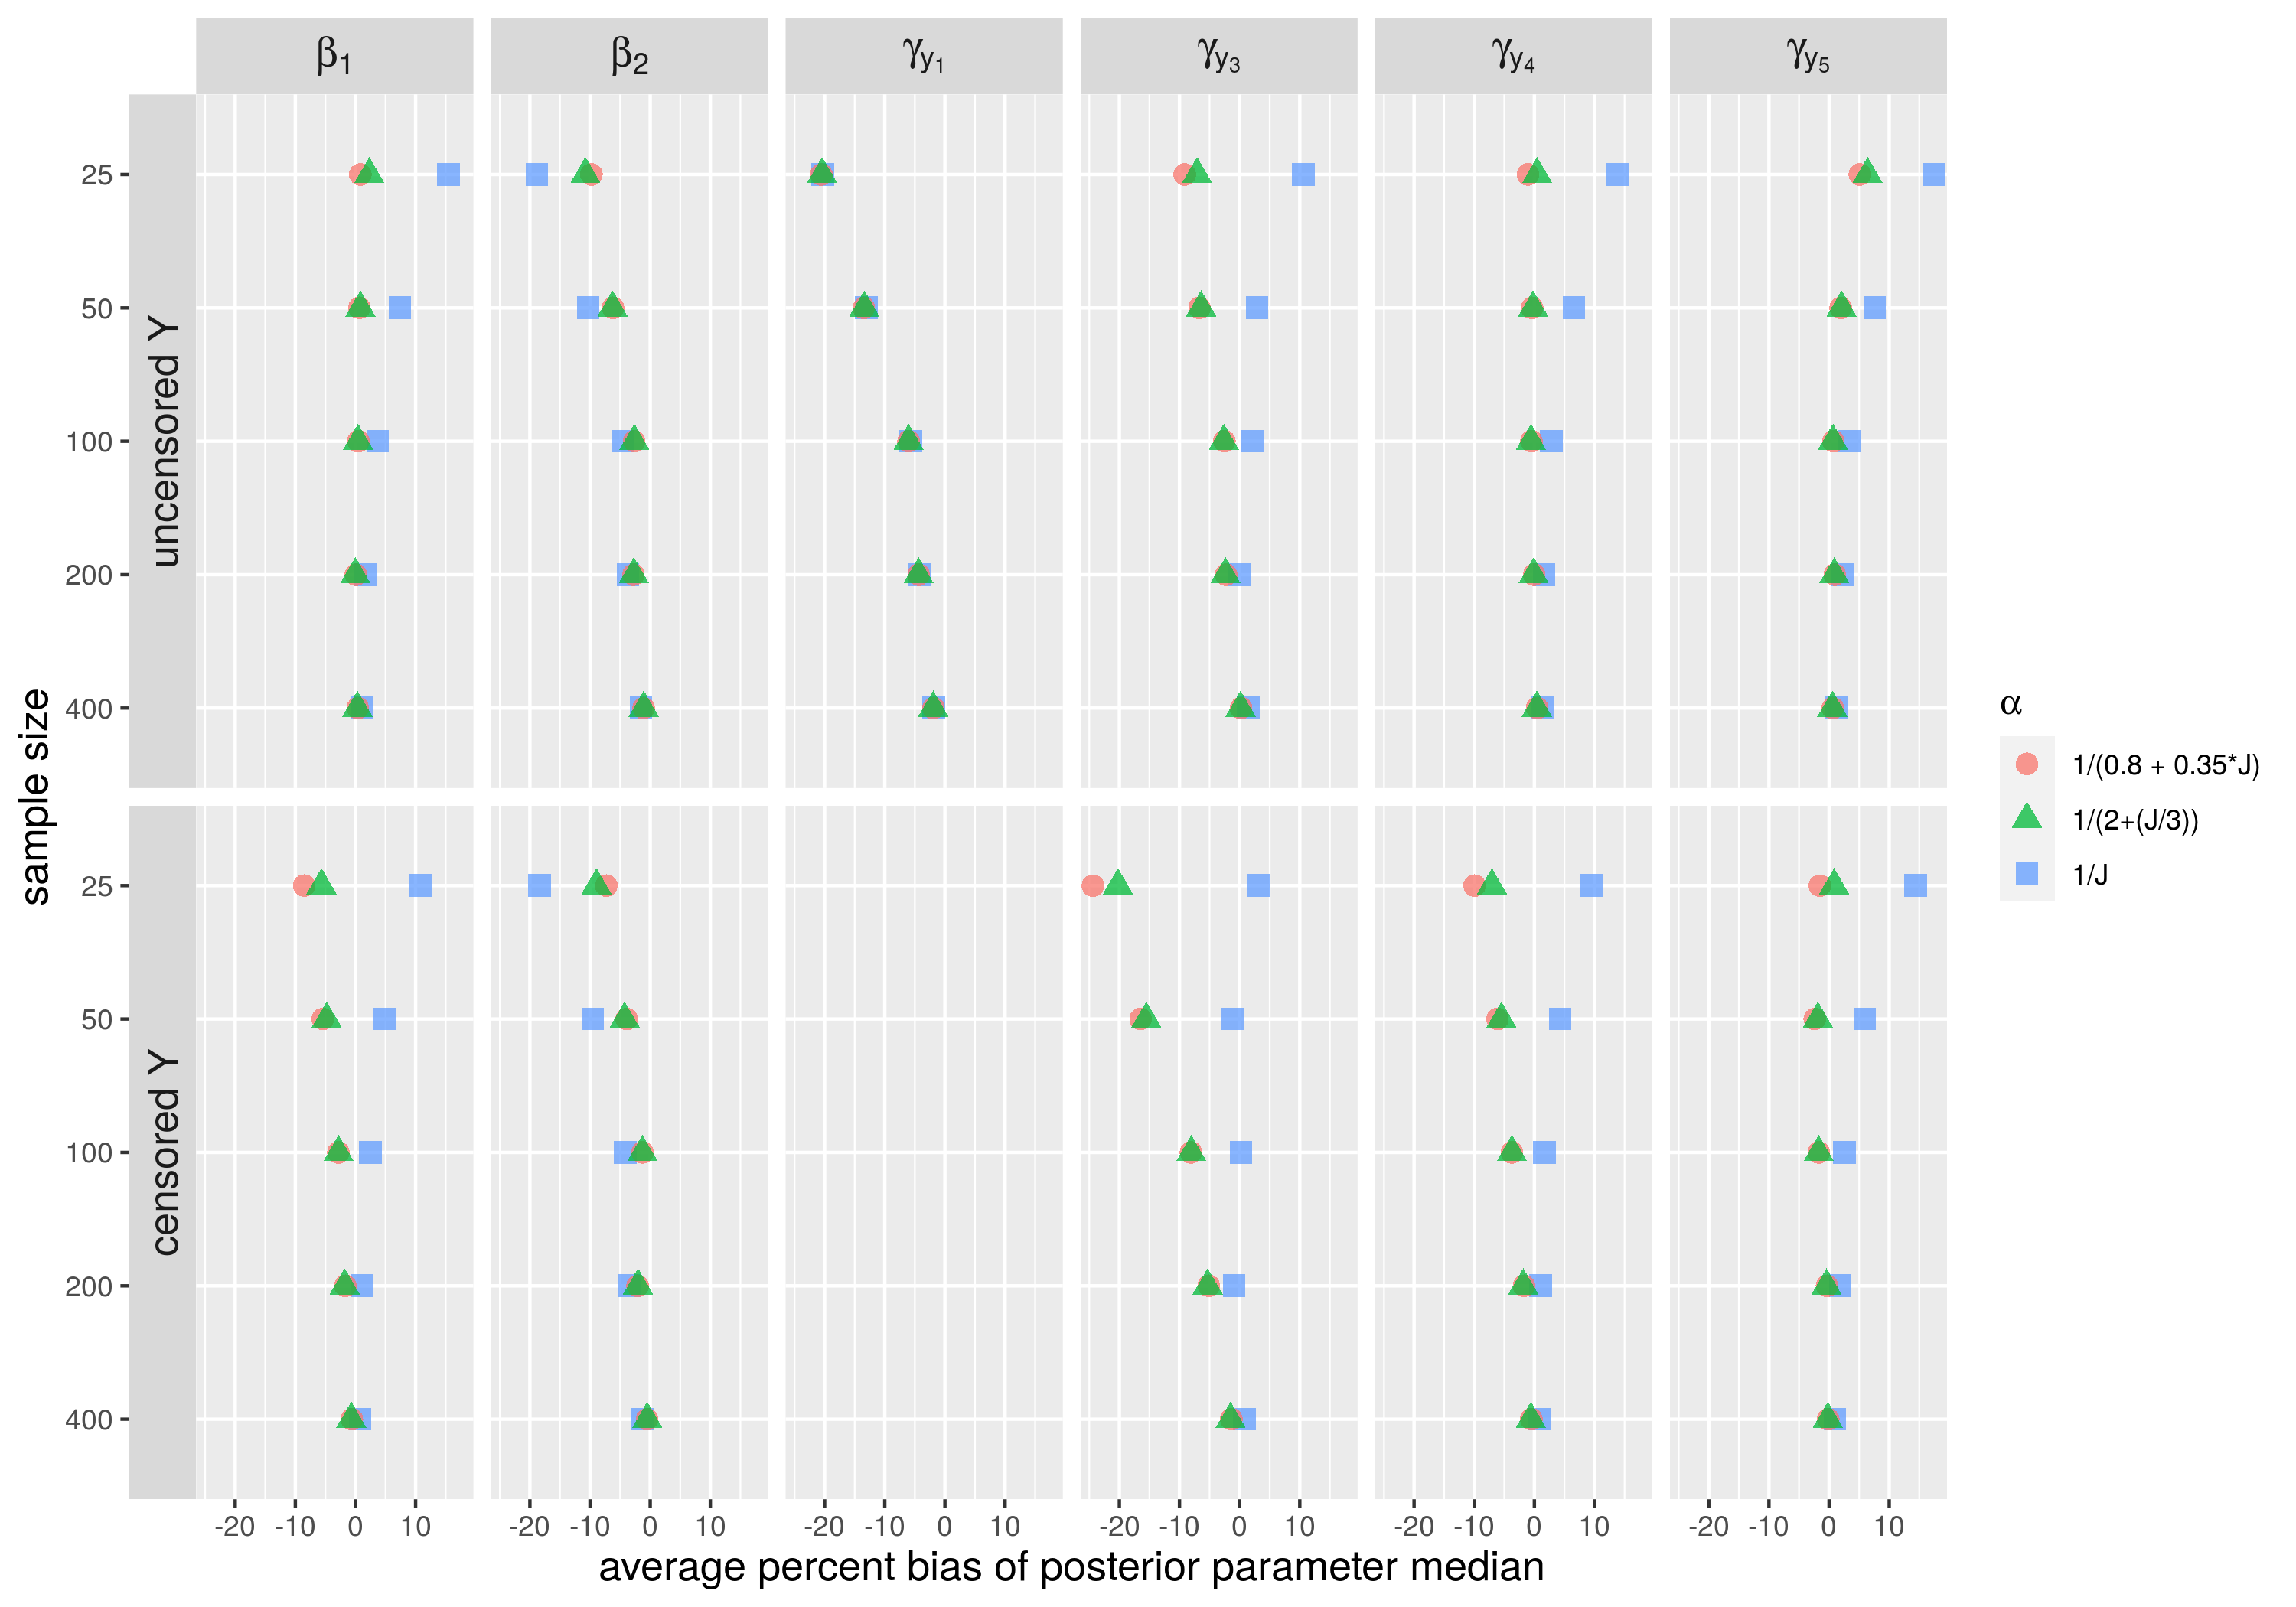 β1 β2 γy1 γy3 γy4 γy5
uncensored Y
25
50
100
200
400
sample size
censored Y
25
50
100
200
400
-20 -10 0 10 -20 -10 0 10 -20 -10 0 10 -20 -10 0 10 -20 -10 0 10 -20 -10 0 10
average percent bias of posterior parameter median
α
1/(0.8 + 0.35*J)
1/(2+(J/3))
1/J